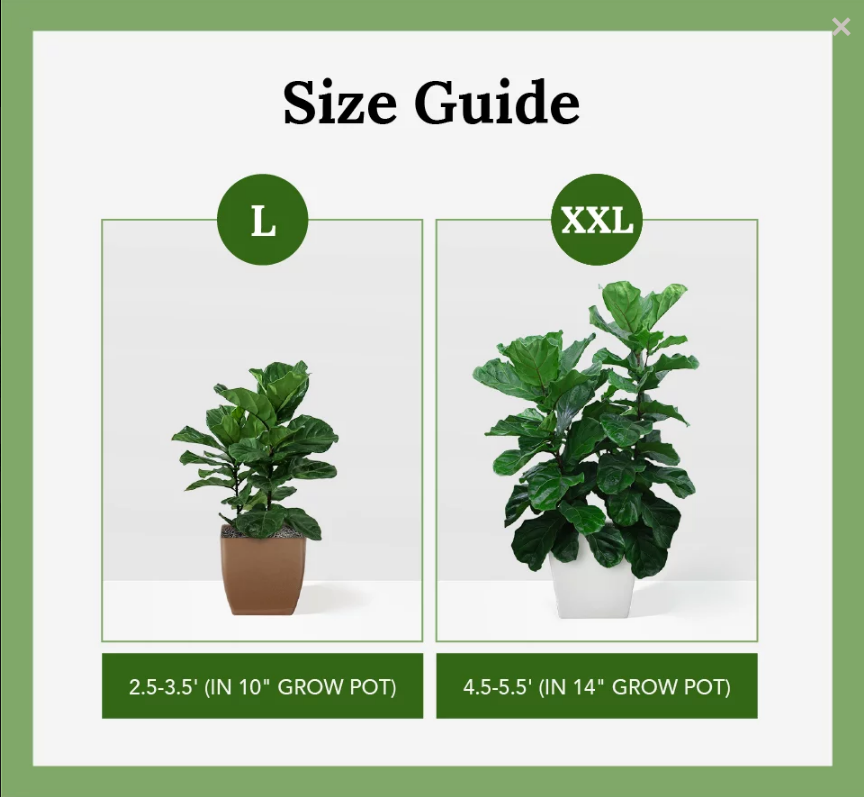 Size Guide
L
XXL
2.5-3.5' (IN 10" GROW POT)
4.5-5.5' (IN 14" GROW POT)